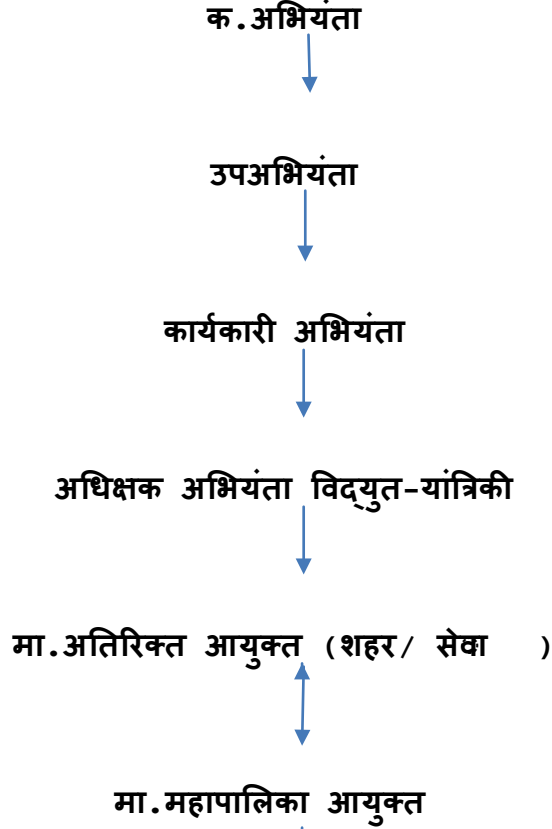 क.अभियंता
उपअभियंता
कार्यकारी अभियंता
अधिक्षक अभियंता विद्युत-यांत्रिकी
मा.अतिरिक्त आयुक्त (शहर/ सेवा )
मा.महापालिका आयुक्त